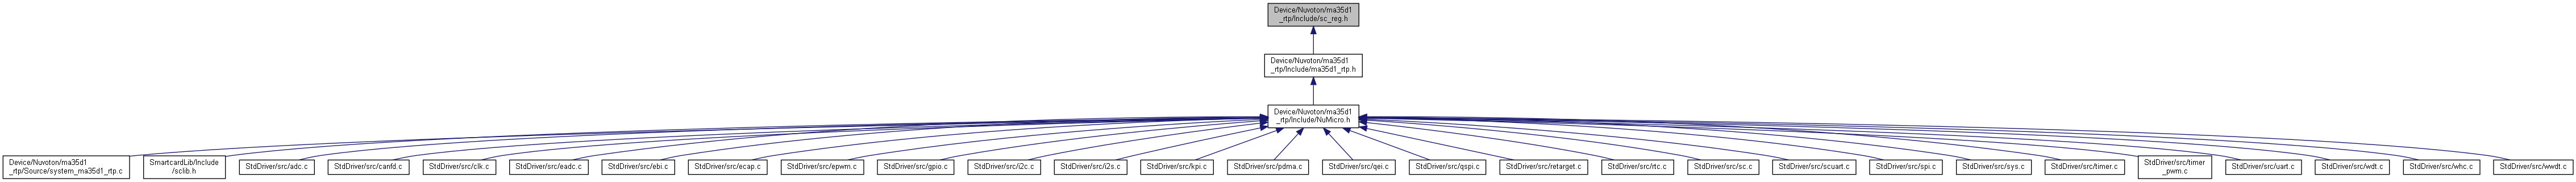 Device/Nuvoton/ma35d1
_rtp/Include/sc_reg.h
Device/Nuvoton/ma35d1
_rtp/Include/ma35d1_rtp.h
Device/Nuvoton/ma35d1
_rtp/Include/NuMicro.h
Device/Nuvoton/ma35d1
_rtp/Source/system_ma35d1_rtp.c
SmartcardLib/Include
/sclib.h
StdDriver/src/adc.c
StdDriver/src/canfd.c
StdDriver/src/clk.c
StdDriver/src/eadc.c
StdDriver/src/ebi.c
StdDriver/src/ecap.c
StdDriver/src/epwm.c
StdDriver/src/gpio.c
StdDriver/src/i2c.c
StdDriver/src/i2s.c
StdDriver/src/kpi.c
StdDriver/src/pdma.c
StdDriver/src/qei.c
StdDriver/src/qspi.c
StdDriver/src/retarget.c
StdDriver/src/rtc.c
StdDriver/src/sc.c
StdDriver/src/scuart.c
StdDriver/src/spi.c
StdDriver/src/sys.c
StdDriver/src/timer.c
StdDriver/src/timer
_pwm.c
StdDriver/src/uart.c
StdDriver/src/wdt.c
StdDriver/src/whc.c
StdDriver/src/wwdt.c